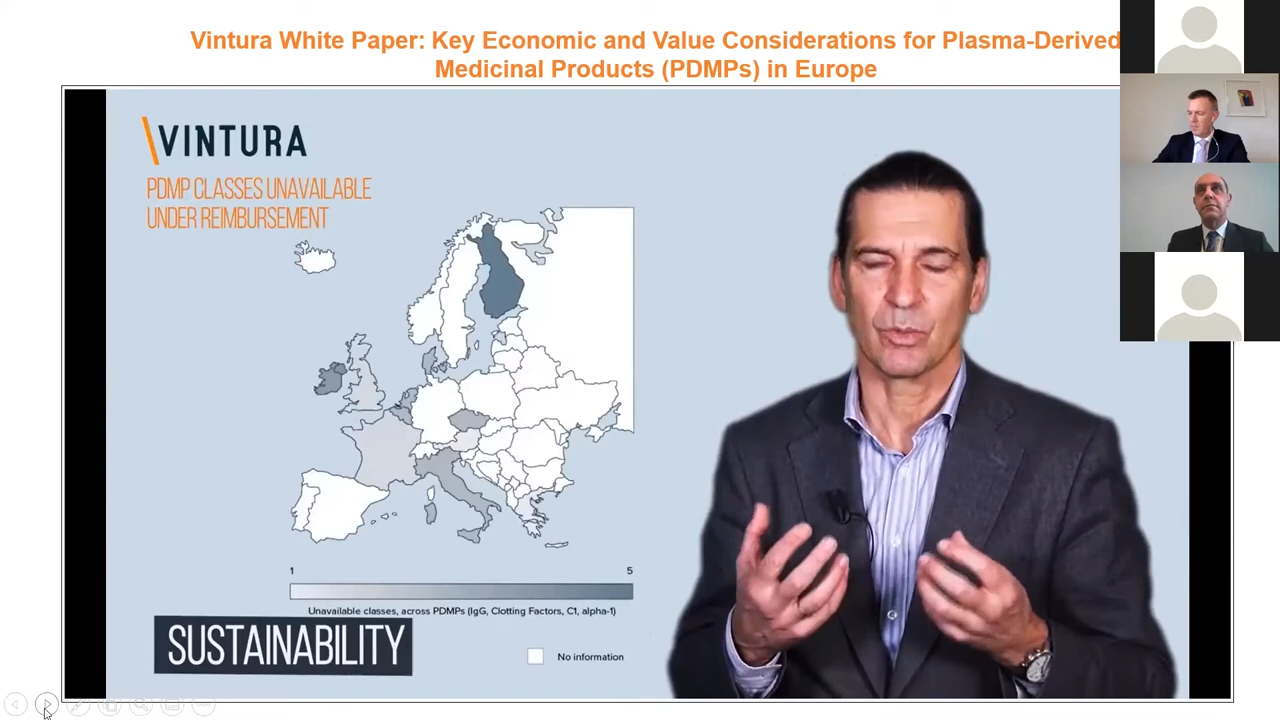 Vintura White Paper: Key Economic and Value Considerations for Plasma-Derived
Medicinal Products (PDMPs) in Europe
VINTURA
PDMP CLASSES UNAVAILABLE
UNDER REIMBURSEMENT
1
5
Unavailable classes, across PDMPs (IgG, Clotting Factors, C1, alpha-1)
SUSTAINABILITY
No information